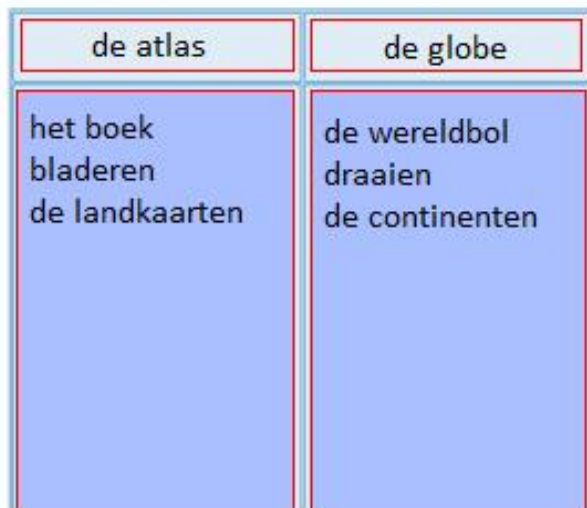 de atlas
de globe
het boek
bladeren
de landkaarten
de wereldbol
draaien
de continenten